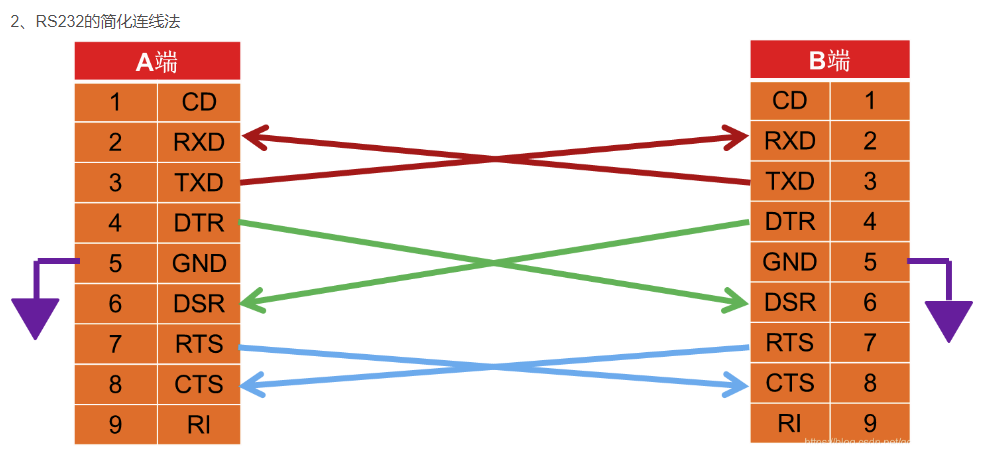 2、RS232的简化连线法
A端 B端
1 CD CD 1
2 RXD RXD 2
3 TXD TXD 3
4 DTR DTR 4
5 GND GND 5
6 DSR DSR 6
7 RTS RTS 7
8 CTS CTS 8
9 RI RI 9